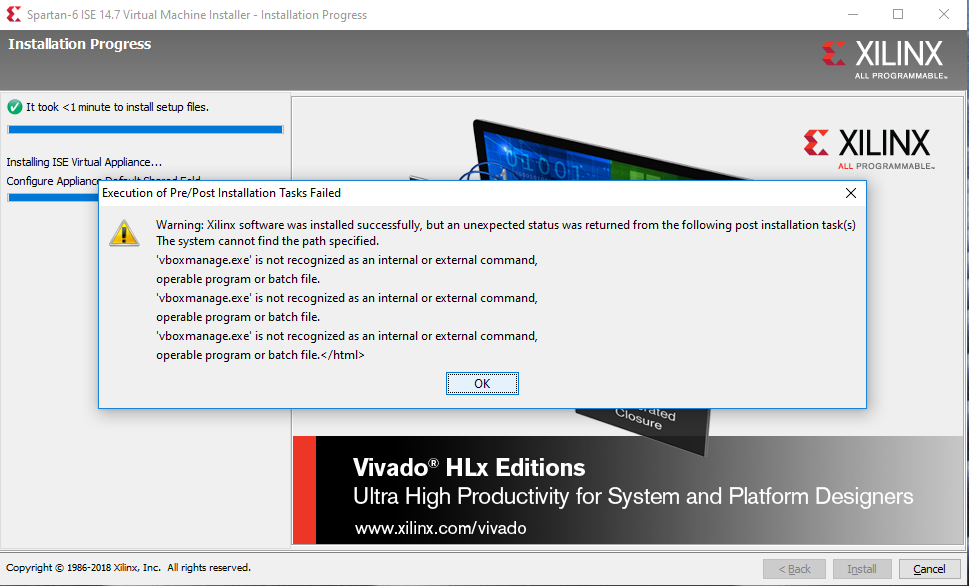 Spartan-6 ISE 14.7 Virtual Machine Installer - Installation Progress
Installation Progress
XILINX
ALL PROGRAMMABLE™
It took <1 minute to install setup files.
XILINX
ALL PROGRAMMABLE™
Installing ISE Virtual Appliance...
Configure Appliance Default Shared Fold
Execution of Pre/Post Installation Tasks Failed
Warning: Xilinx software was installed successfully, but an unexpected status was returned from the following post installation task(s)
The system cannot find the path specified.
'vboxmanage.exe' is not recognized as an internal or external command,
operable program or batch file.
'vboxmanage.exe' is not recognized as an internal or external command,
operable program or batch file.
'vboxmanage.exe' is not recognized as an internal or external command,
operable program or batch file.</html>
OK
Closure
Vivado® HLx Editions
Ultra High Productivity for System and Platform Designers
www.xilinx.com/vivado
Copyright © 1986-2018 Xilinx, Inc. All rights reserved.
< Back
Install
Cancel